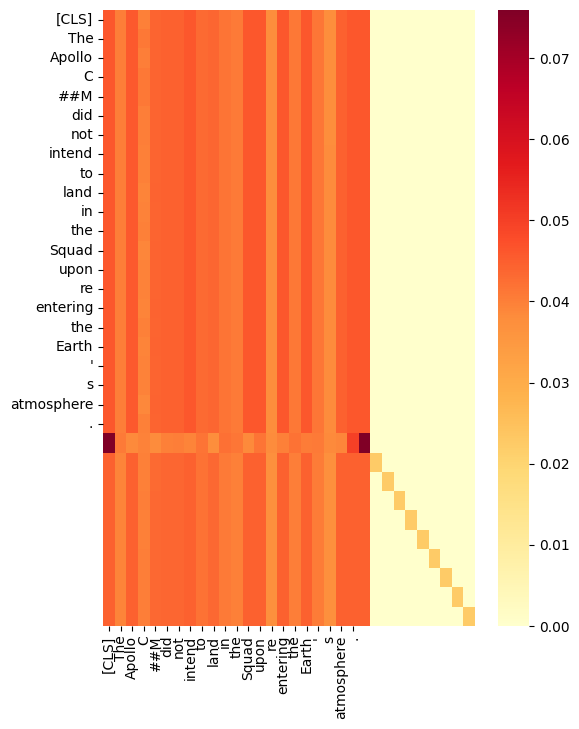 [CLS]
The
Apollo
C
##M
did
not
intend
to
land
in
the
Squad
upon
re
entering
the
Earth
'
s
atmosphere
.
0.07
0.06
0.05
0.04
0.03
0.02
0.01
0.00
[CLS]
The
Apollo
C
##M
did
not
intend
to
land
in
the
Squad
upon
re
entering
the
Earth
'
s
atmosphere
.